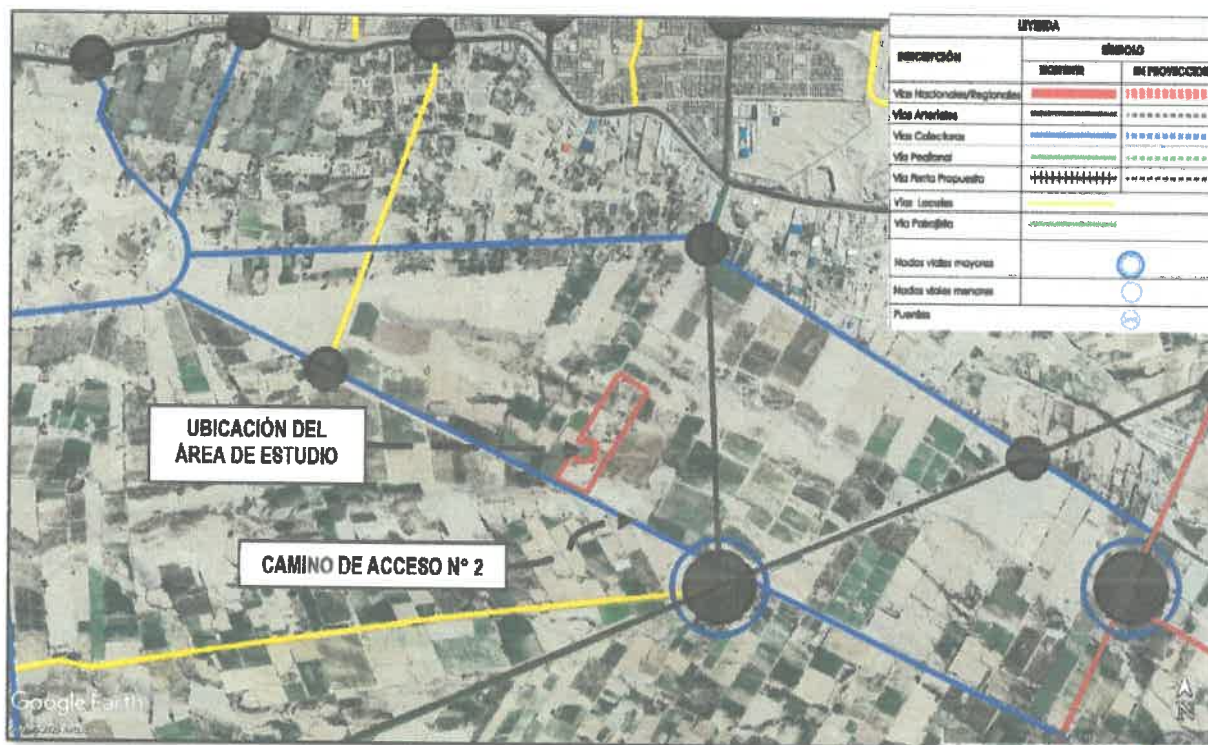 LEYENDA
DESCRIPCIÓN
SÍMBOLO
EXISTENTE
EN PROYECCION
Vías Nacionales/Regionales
Vías Arteriales
Vías Colectoras
Vía Peatonal
Vía Ferrea Propuesta
Vías Locales
Vía Paisajista
Nodos viales mayores
Nodos viales menores
Puentes
UBICACIÓN DEL
ÁREA DE ESTUDIO
CAMINO DE ACCESO N° 2
Google Earth